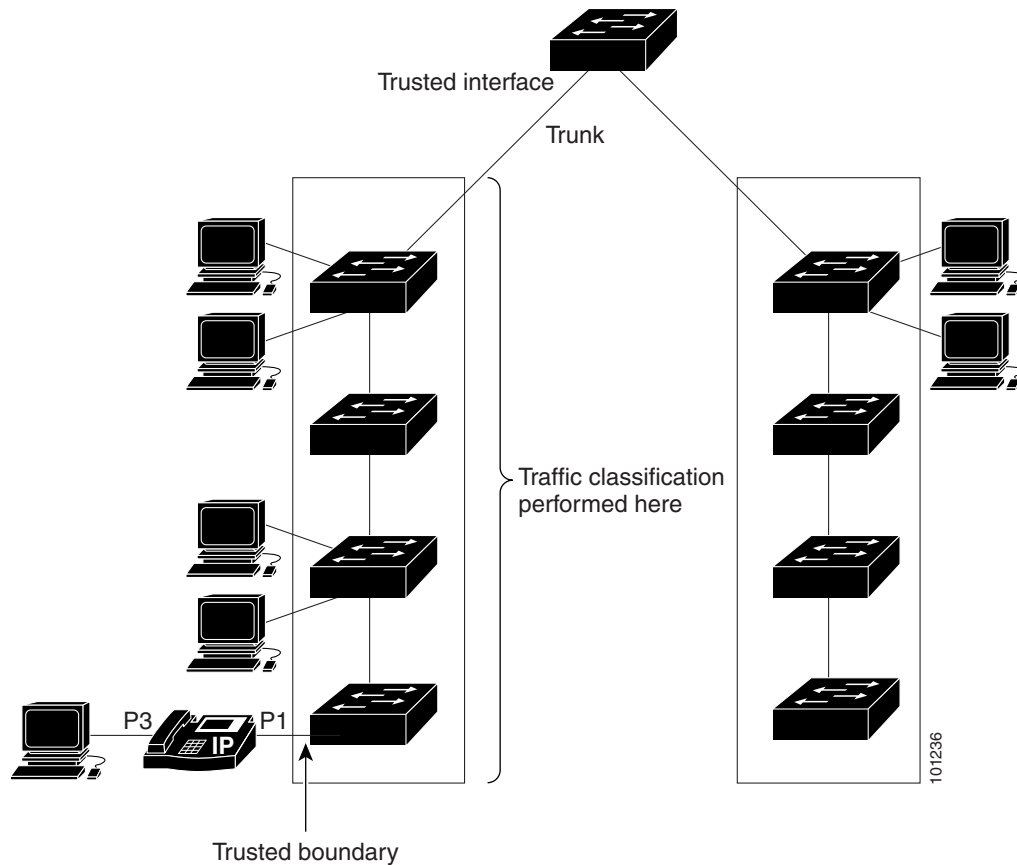 Trusted interface
Trunk
Traffic classification
performed here
P3
IP
P1
101236
Trusted boundary